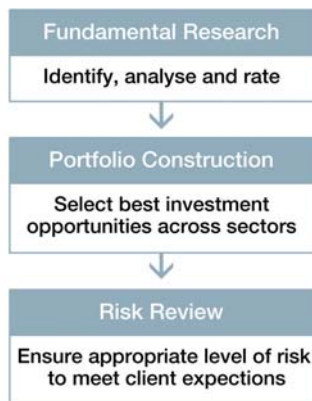 Fundamental Research
Identify, analyse and rate
Portfolio Construction
Select best investment
opportunities across sectors
Risk Review
Ensure appropriate level of risk
to meet client expections